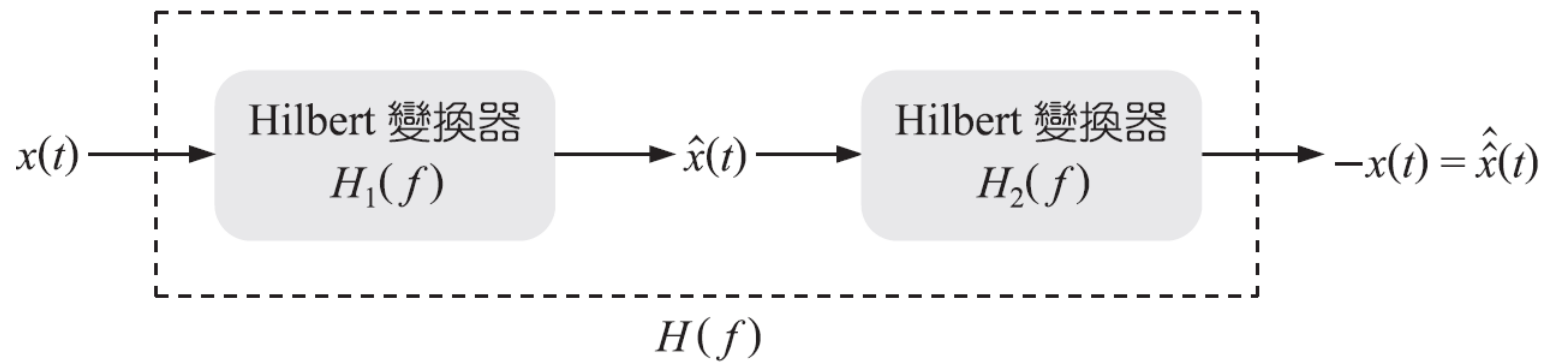 x(t)
Hilbert 變換器
H₁(f)
x̂(t)
Hilbert 變換器
H₂(f)
−x(t) = x̂̂(t)
H(f)